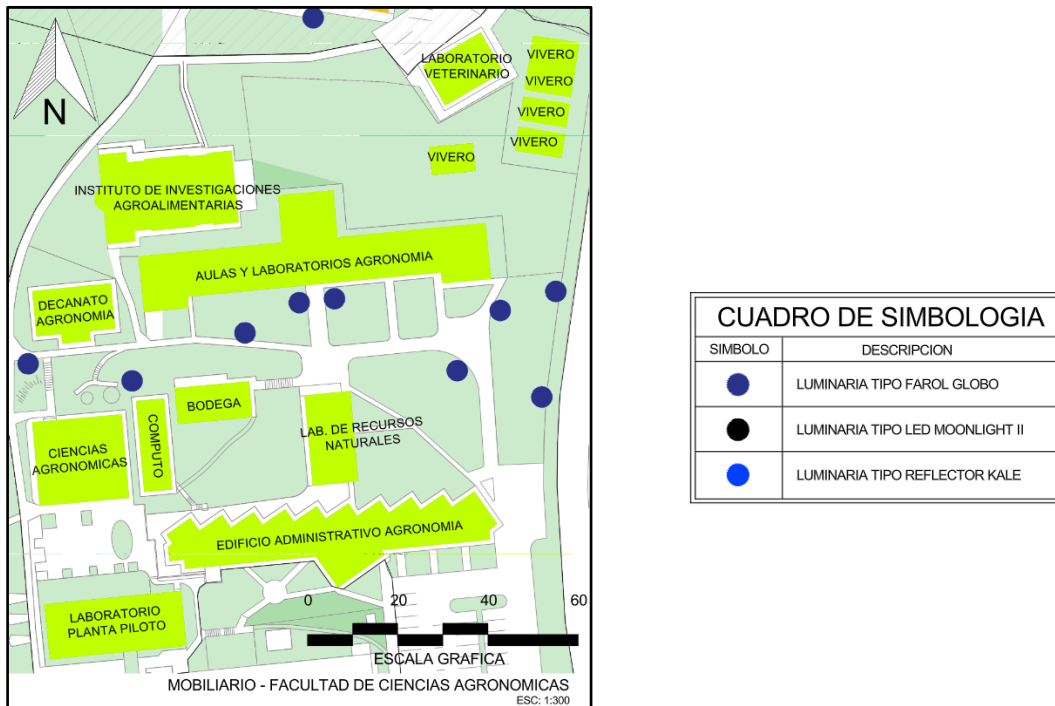 LABORATORIO
VETERINARIO
VIVERO
VIVERO
VIVERO
VIVERO
VIVERO
N
INSTITUTO DE INVESTIGACIONES
AGROALIMENTARIAS
AULAS Y LABORATORIOS AGRONOMIA
DECANATO
AGRONOMIA
BODEGA
COMPUTO
LAB. DE RECURSOS
NATURALES
CIENCIAS
AGRONOMICAS
EDIFICIO ADMINISTRATIVO AGRONOMIA
LABORATORIO
PLANTA PILOTO
0 20 40 60
ESCALA GRAFICA
MOBILIARIO - FACULTAD DE CIENCIAS AGRONOMICAS
ESC: 1:300
CUADRO DE SIMBOLOGIA
SIMBOLO DESCRIPCION
LUMINARIA TIPO FAROL GLOBO
LUMINARIA TIPO LED MOONLIGHT II
LUMINARIA TIPO REFLECTOR KALE